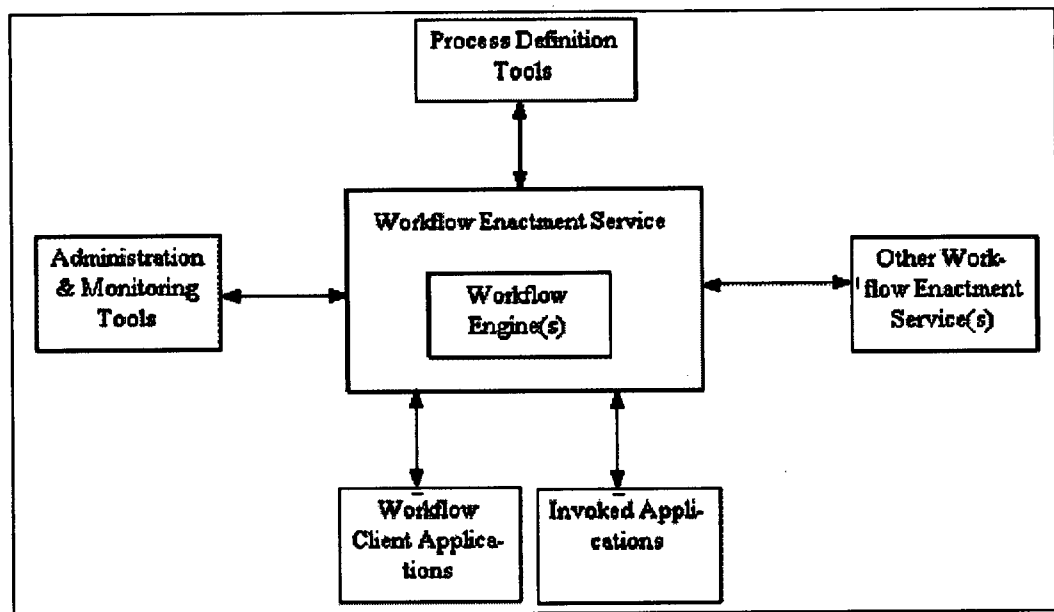 Process Definition
Tools
Workflow Enactment Service
Administration
& Monitoring
Tools
Workflow
Engine(s)
Other Work-
flow Enactment
Service(s)
Workflow
Client Applica-
tions
Invoked Appli-
cations